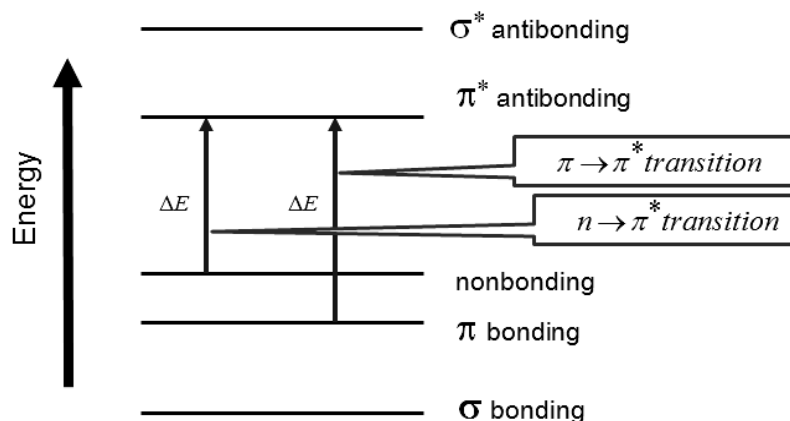 σ* antibonding
π* antibonding
π → π* transition
ΔE
ΔE
n → π* transition
Energy
nonbonding
π bonding
σ bonding